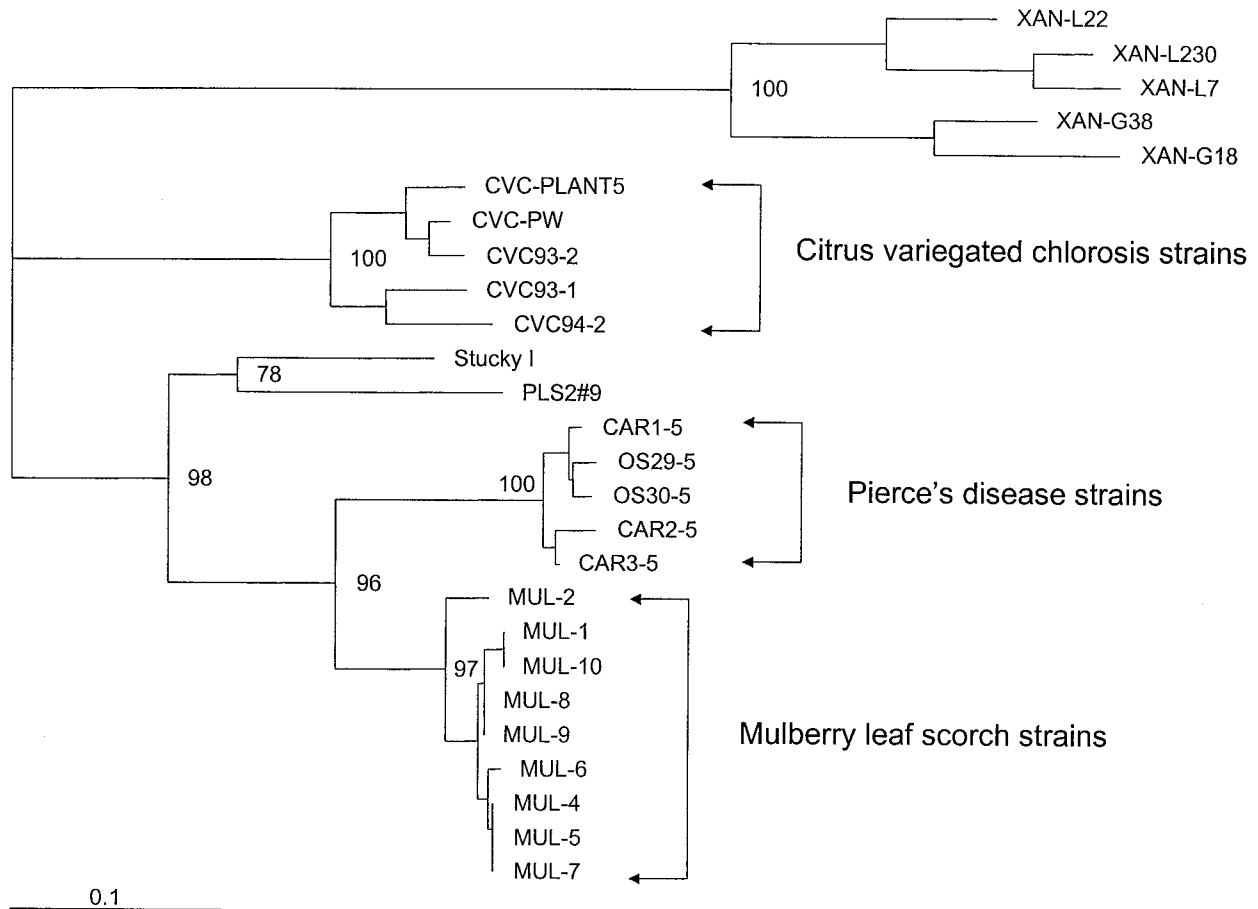 XAN-L22
XAN-L230
100
XAN-L7
XAN-G38
XAN-G18
CVC-PLANT5
CVC-PW
Citrus variegated chlorosis strains
100
CVC93-2
CVC93-1
CVC94-2
Stucky I
78
PLS2#9
CAR1-5
OS29-5
98
100
OS30-5
Pierce's disease strains
CAR2-5
CAR3-5
96
MUL-2
MUL-1
97
MUL-10
MUL-8
MUL-9
Mulberry leaf scorch strains
MUL-6
MUL-4
MUL-5
MUL-7
0.1